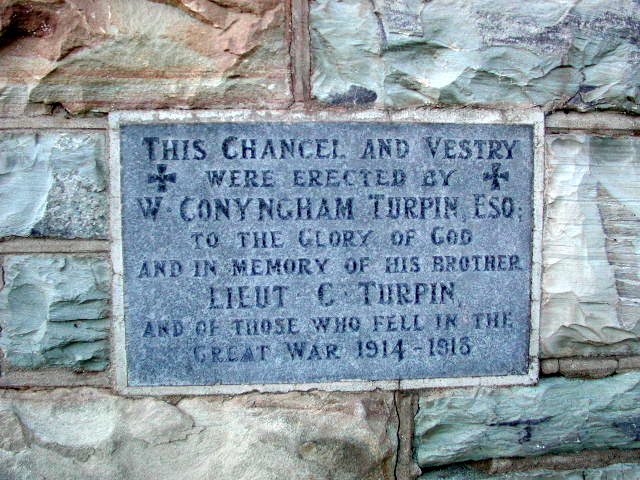 THIS CHANCEL AND VESTRY
WERE ERECTED BY
W. CONYNGHAM TURPIN, ESQ:
TO THE GLORY OF GOD
AND IN MEMORY OF HIS BROTHER
LIEUT C TURPIN,
AND OF THOSE WHO FELL IN THE
GREAT WAR 1914-1918